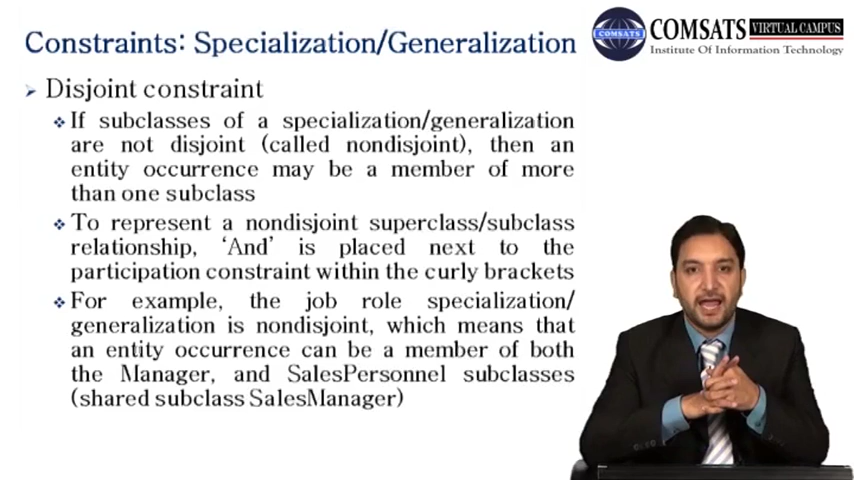 Constraints: Specialization/Generalization
COMSATS
COMSATS
VIRTUAL CAMPUS
Institute Of Information Technology
Disjoint constraint
If subclasses of a specialization/generalization
are not disjoint (called nondisjoint), then an
entity occurrence may be a member of more
than one subclass
To represent a nondisjoint superclass/subclass
relationship, ‘And’ is placed next to the
participation constraint within the curly brackets
For example, the job role specialization/
generalization is nondisjoint, which means that
an entity occurrence can be a member of both
the Manager, and SalesPersonnel subclasses
(shared subclass SalesManager)